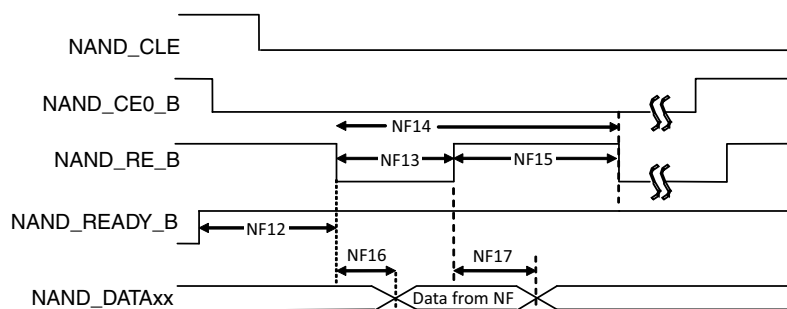 NAND_CLE
NAND_CE0_B
NF14
NAND_RE_B
NF13
NF15
NAND_READY_B
NF12
NF16
NF17
NAND_DATAxx
Data from NF